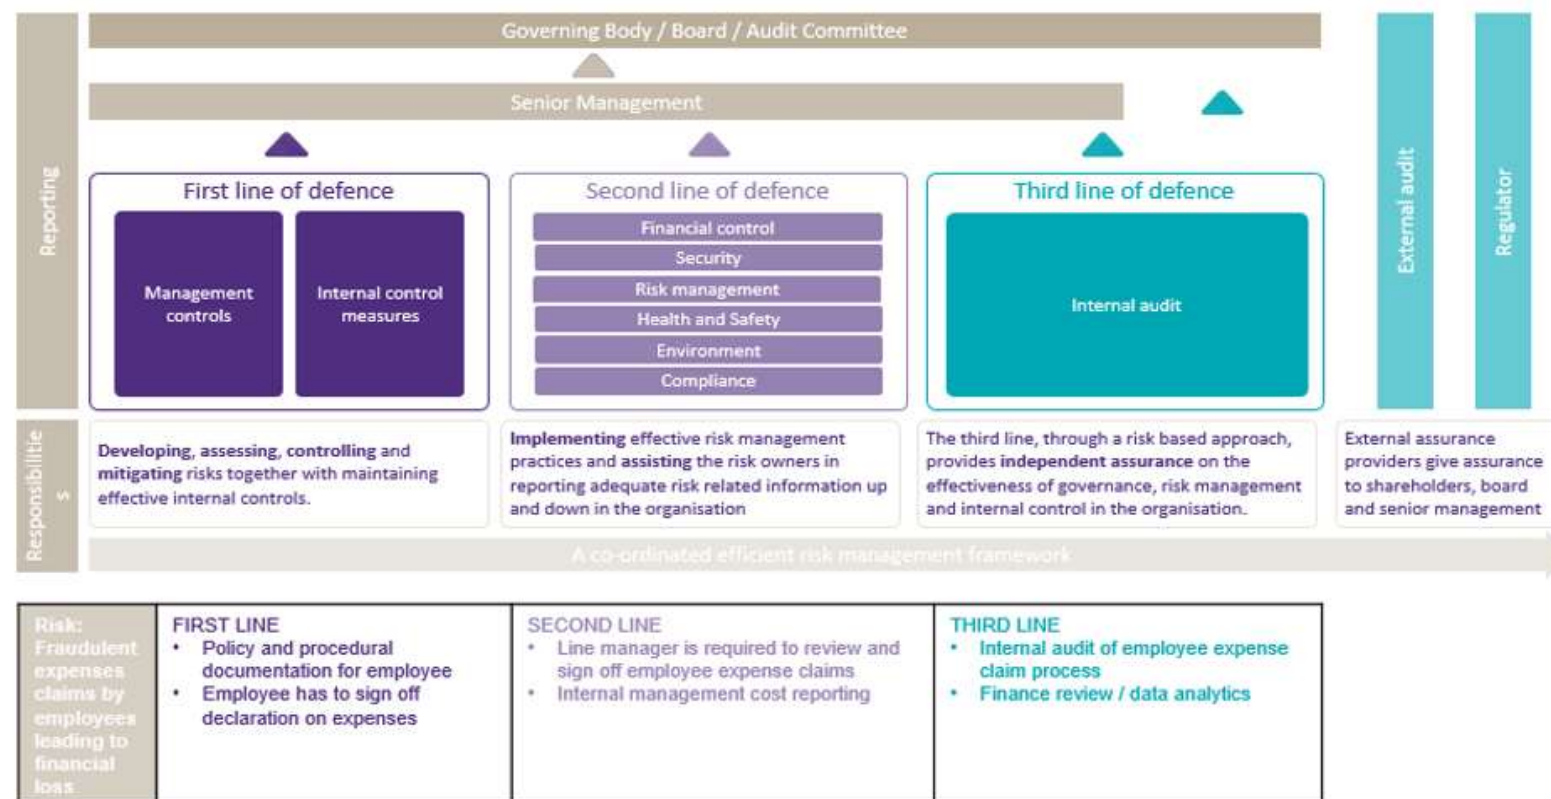 Governing Body / Board / Audit Committee
Senior Management
Reporting
First line of defence
Management
controls
Internal control
measures
Second line of defence
Financial control
Security
Risk management
Health and Safety
Environment
Compliance
Third line of defence
Internal audit
External audit
Regulator
Responsibilitie
s
Developing, assessing, controlling and
mitigating risks together with maintaining
effective internal controls.
Implementing effective risk management
practices and assisting the risk owners in
reporting adequate risk related information up
and down in the organisation
The third line, through a risk based approach,
provides independent assurance on the
effectiveness of governance, risk management
and internal control in the organisation.
External assurance
providers give assurance
to shareholders, board
and senior management
A co-ordinated efficient risk management framework
Risk:
Fraudulent
expenses
claims by
employees
leading to
financial
loss
FIRST LINE
• Policy and procedural
documentation for employee
• Employee has to sign off
declaration on expenses
SECOND LINE
• Line manager is required to review and
sign off employee expense claims
• Internal management cost reporting
THIRD LINE
• Internal audit of employee expense
claim process
• Finance review / data analytics